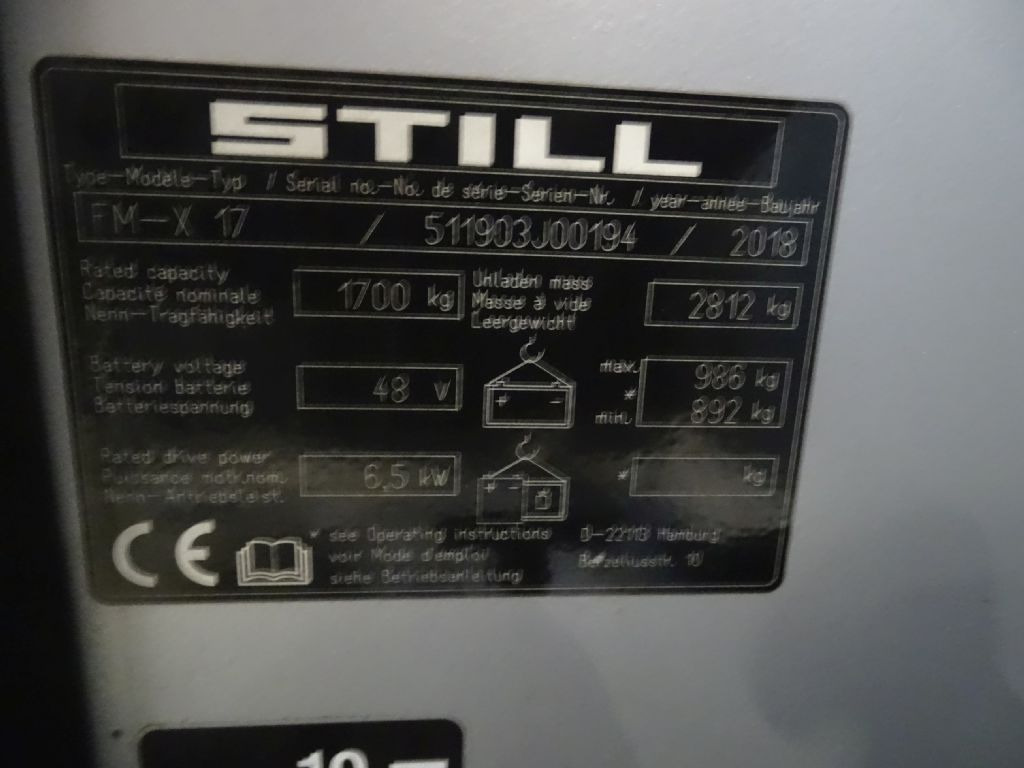 STILL
Type-Modèle-Typ / Serial no.-No. de série-Serien-Nr. / year-année-Baujahr
FM-X 17 / 511903J00194 / 2018
Rated capacity
Capacité nominale
Nenn-Tragfähigkeit
1700 kg
Unladen mass
Masse à vide
Leergewicht
2812 kg
Battery voltage
Tension batterie
Batteriespannung
48 V
+ -
max. 986 kg
*
min. 892 kg
Rated drive power
Puissance motr.nom.
Nenn-Antriebsleist.
6,5 kW
+ -
* kg
CE
* see Operating instructions
voir Mode d'emploi
siehe Betriebsanleitung
D-22113 Hamburg
Berzeliusstr. 10